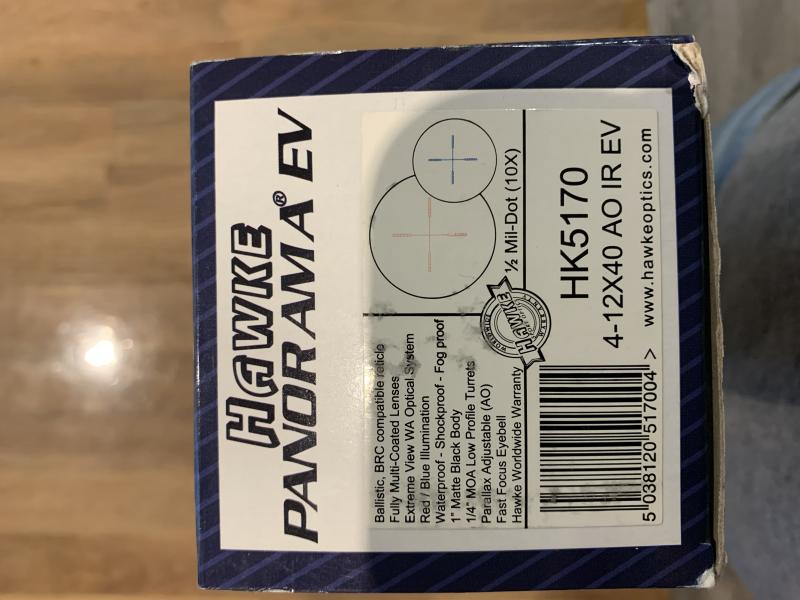 HAWKE
PANORAMA® EV
Ballistic, BRC compatible reticle
Fully Multi-Coated Lenses
Extreme View WA Optical System
Red / Blue Illumination
Waterproof - Shockproof - Fog proof
1" Matte Black Body
1/4" MOA Low Profile Turrets
Parallax Adjustable (AO)
Fast Focus Eyebell
Hawke Worldwide Warranty
½ Mil-Dot (10X)
WORLDWIDE
HAWKE
WARRANTY
HK5170
4-12X40 AO IR EV
www.hawkeoptics.com
5 038120 517004 >